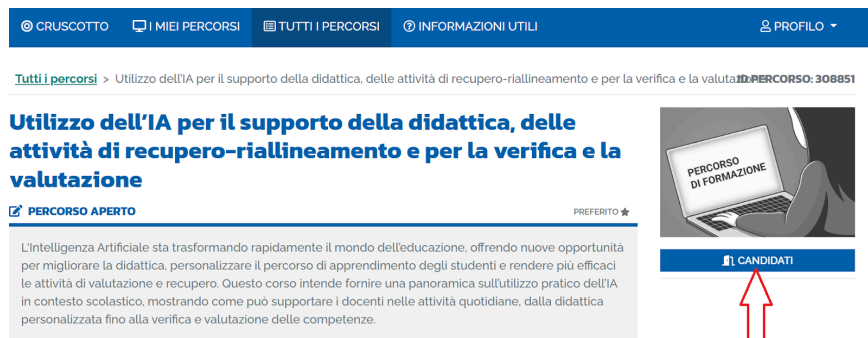 CRUSCOTTO I MIEI PERCORSI TUTTI I PERCORSI INFORMAZIONI UTILI PROFILO
Tutti i percorsi > Utilizzo dell'IA per il supporto della didattica, delle attività di recupero-riallineamento e per la verifica e la valutazione
ID PERCORSO: 308851
Utilizzo dell'IA per il supporto della didattica, delle
attività di recupero-riallineamento e per la verifica e la
valutazione
PERCORSO APERTO
PREFERITO
L'Intelligenza Artificiale sta trasformando rapidamente il mondo dell'educazione, offrendo nuove opportunità
per migliorare la didattica, personalizzare il percorso di apprendimento degli studenti e rendere più efficaci
le attività di valutazione e recupero. Questo corso intende fornire una panoramica sull'utilizzo pratico dell'IA
in contesto scolastico, mostrando come può supportare i docenti nelle attività quotidiane, dalla didattica
personalizzata fino alla verifica e valutazione delle competenze.
PERCORSO
DI FORMAZIONE
CANDIDATI